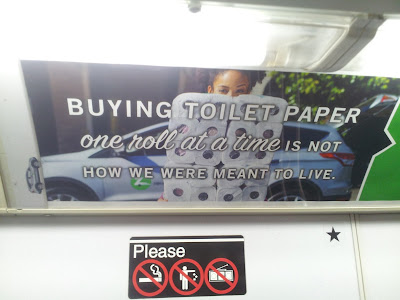 BUYING TOILET PAPER
one roll at a time IS NOT
HOW WE WERE MEANT TO LIVE.
Please